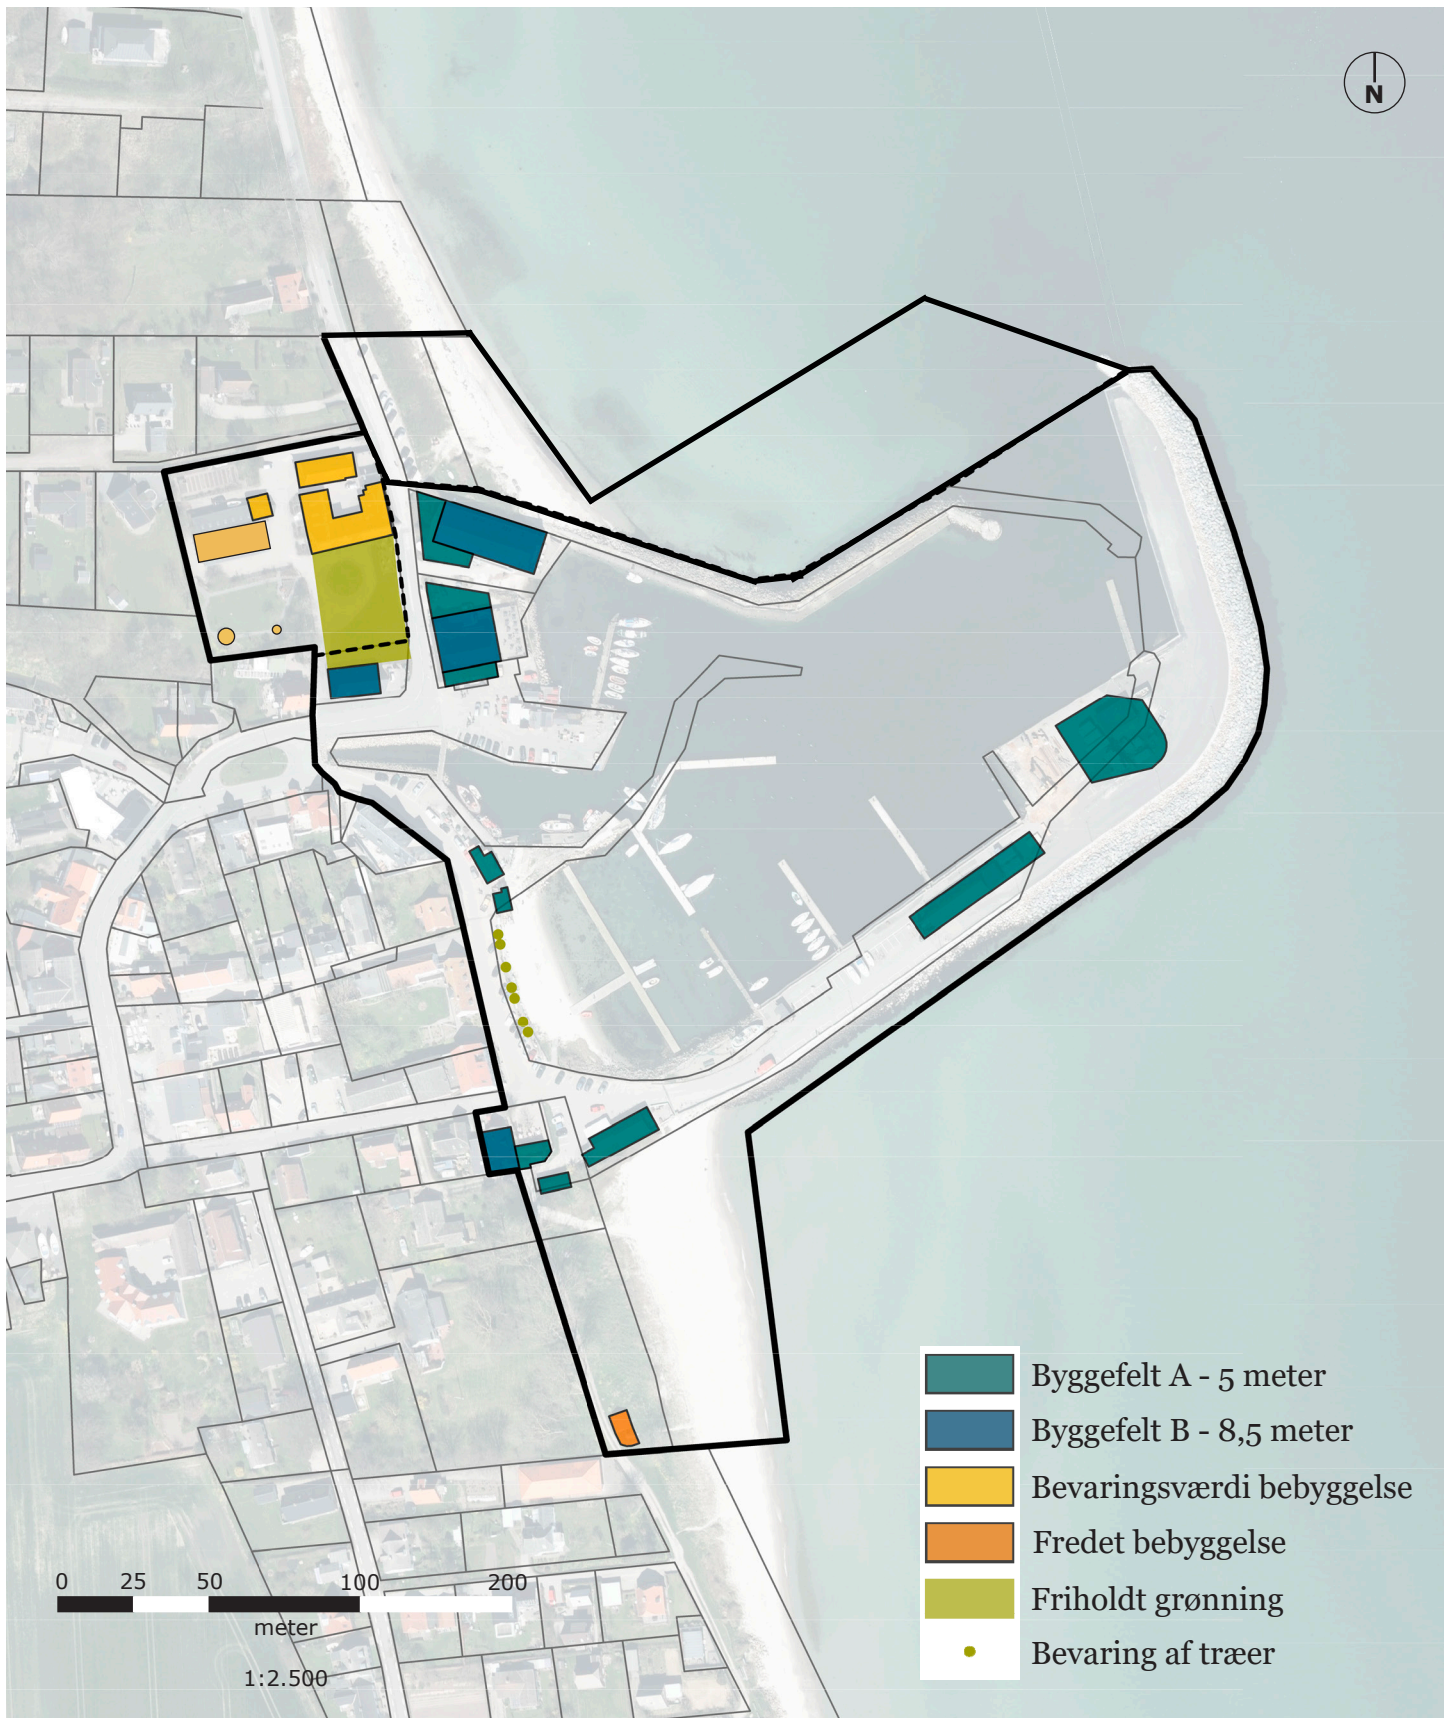 N
Byggefelt A - 5 meter
Byggefelt B - 8,5 meter
Bevaringsværdi bebyggelse
Fredet bebyggelse
Friholdt grønning
Bevaring af træer
0 25 50 100 200
meter
1:2.500